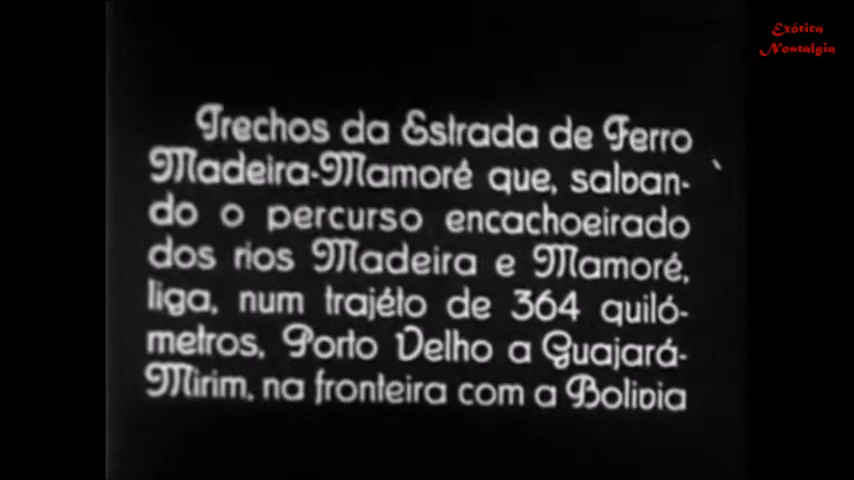 Exótica
Nostalgia
Trechos da Estrada de Ferro
Madeira-Mamoré que, salvan-
do o percurso encachoeirado
dos rios Madeira e Mamoré,
liga, num trajéto de 364 quiló-
metros, Porto Velho a Guajará-
Mirim, na fronteira com a Bolivia